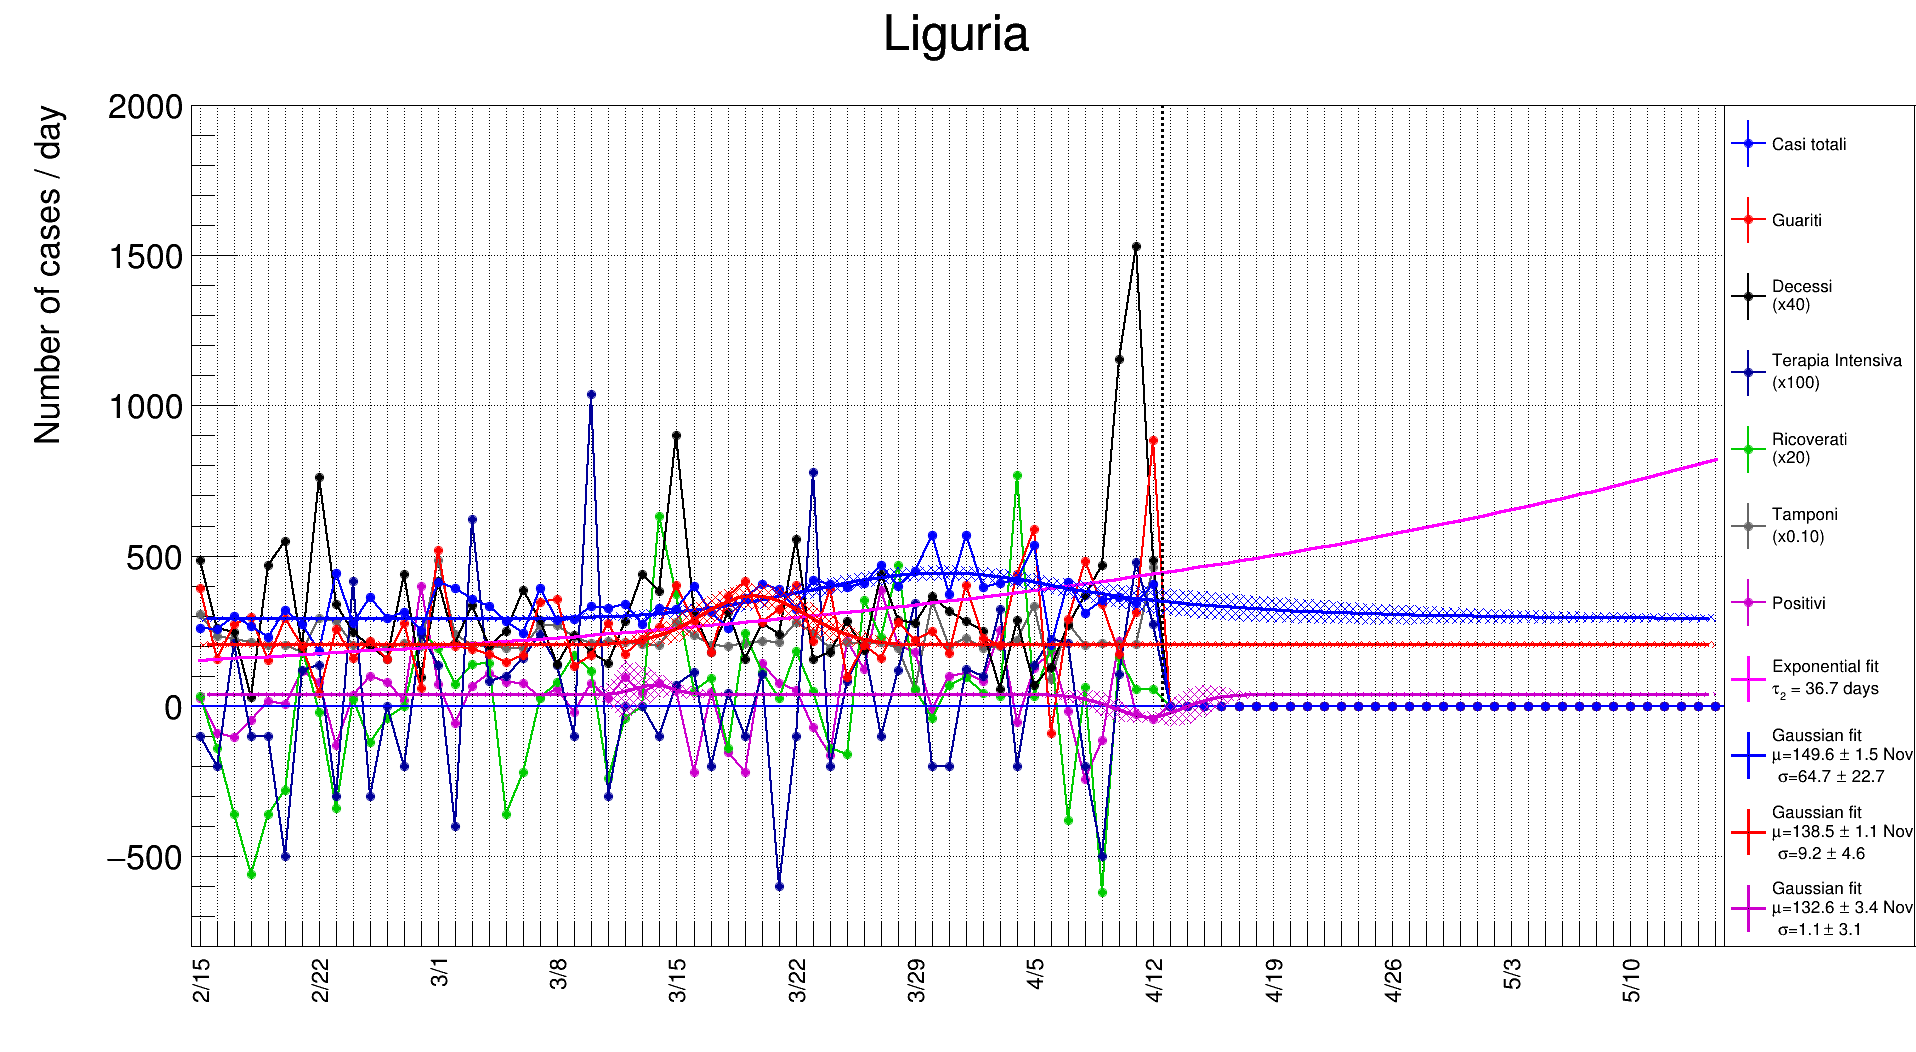 Liguria
Number of cases / day
2000
1500
1000
500
0
−500
2/15
2/22
3/1
3/8
3/15
3/22
3/29
4/5
4/12
4/19
4/26
5/3
5/10
Casi totali
Guariti
Decessi
(x40)
Terapia Intensiva
(x100)
Ricoverati
(x20)
Tamponi
(x0.10)
Positivi
Exponential fit
τ2 = 36.7 days
Gaussian fit
μ=149.6 ± 1.5 Nov
σ=64.7 ± 22.7
Gaussian fit
μ=138.5 ± 1.1 Nov
σ=9.2 ± 4.6
Gaussian fit
μ=132.6 ± 3.4 Nov
σ=1.1 ± 3.1